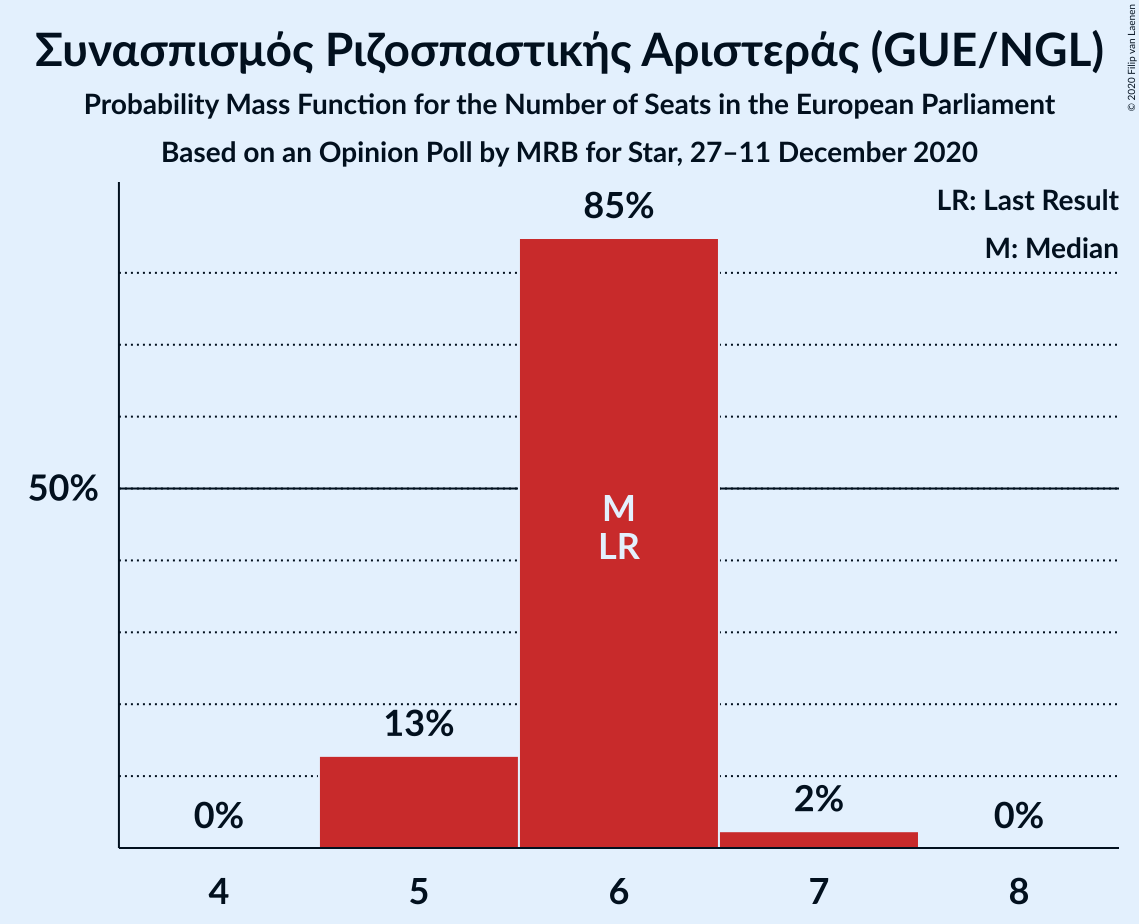 Συνασπισμός Ριζοσπαστικής Αριστεράς (GUE/NGL)
Probability Mass Function for the Number of Seats in the European Parliament
Based on an Opinion Poll by MRB for Star, 27–11 December 2020
© 2020 Filip van Laenen
LR: Last Result
M: Median
85%
50%
M
LR
13%
0%
2%
0%
4
5
6
7
8